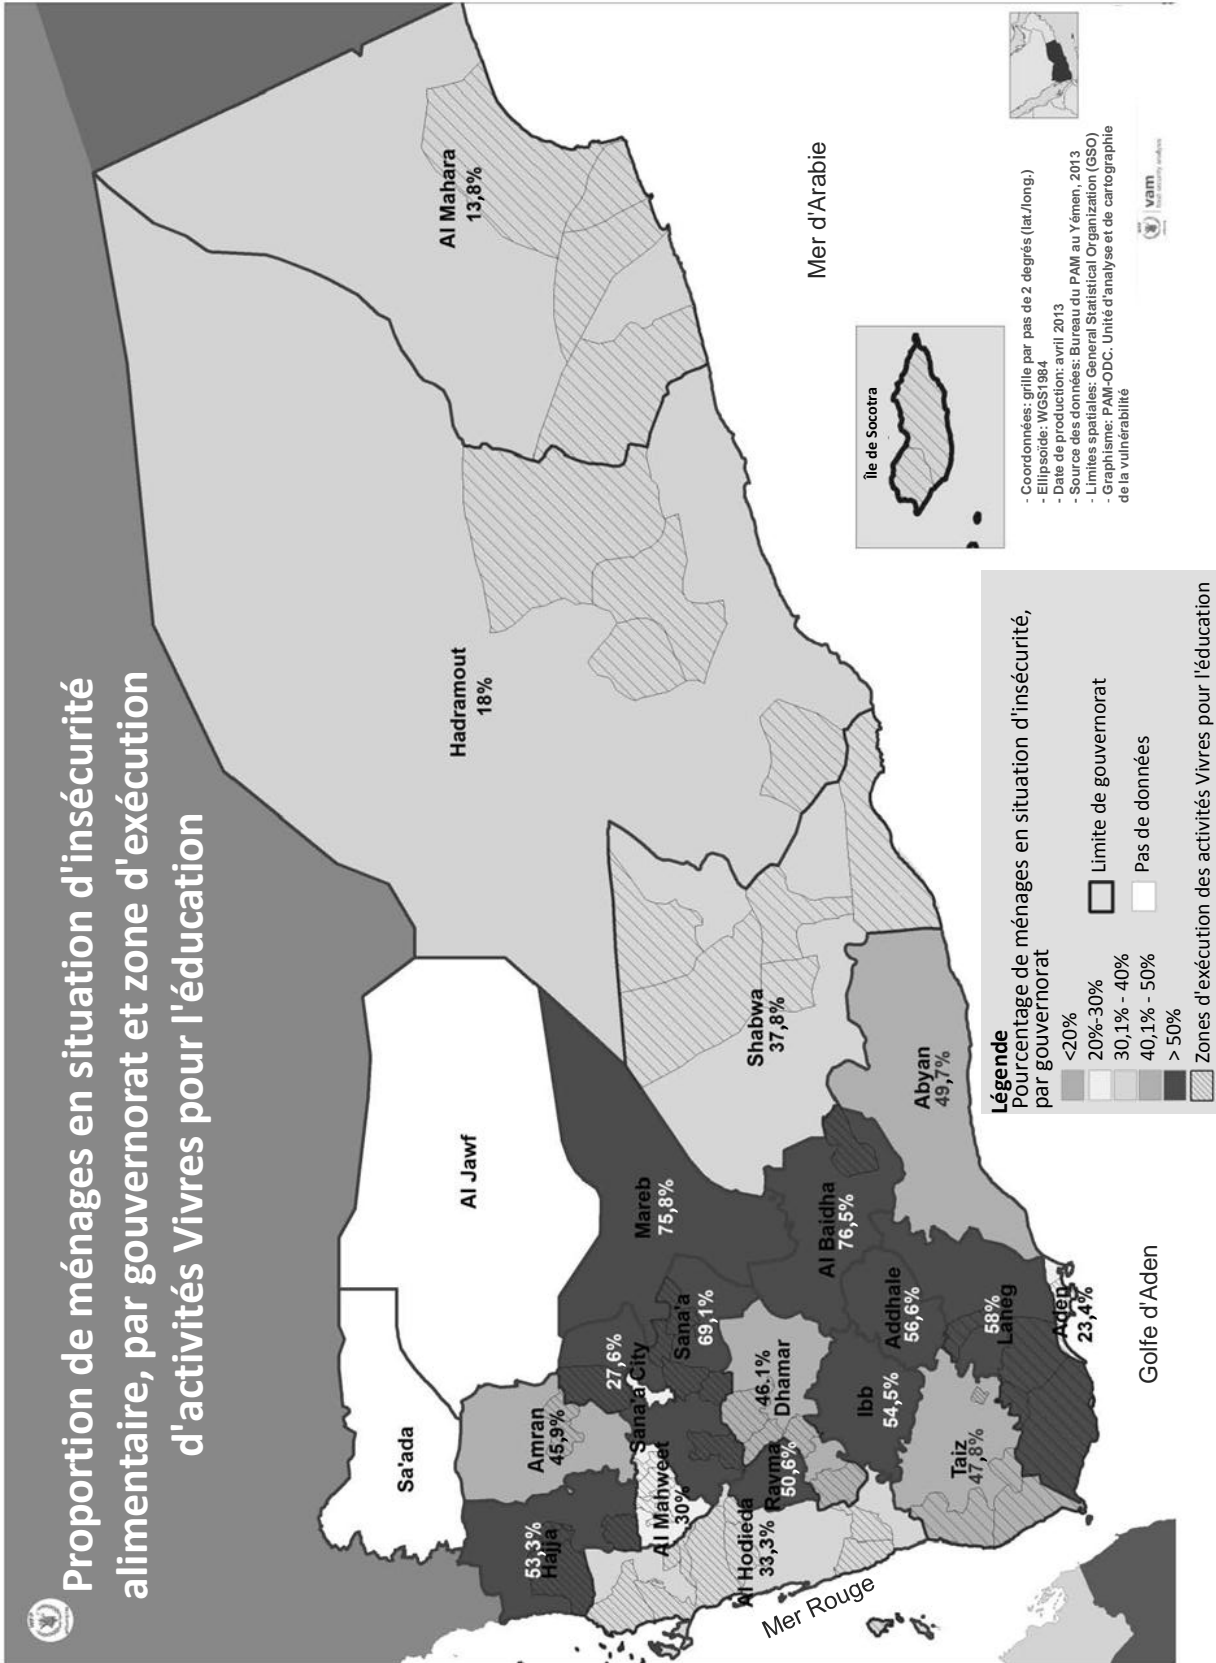 Proportion de ménages en situation d'insécurité
alimentaire, par gouvernorat et zone d'exécution
d'activités Vivres pour l'éducation
Sa'ada
Al Jawf
Hadramout
18%
Al Mahara
13,8%
Amran
45,9%
53,3%
Hajja
Mareb
75,8%
27,6%
Sana'a City
Sana'a
69,1%
Al Mahweet
30%
Shabwa
37,8%
46.1%
Dhamar
Rayma
50,6%
Al Hodieda
33,3%
Al Baidha
76,5%
Ibb
54,5%
Addhale
56,6%
Abyan
49,7%
Taiz
47,8%
58%
Laheg
Aden
23,4%
Mer Rouge
Golfe d'Aden
Mer d'Arabie
Île de Socotra
- Coordonnées: grille par pas de 2 degrés (lat./long.)
- Ellipsoïde: WGS1984
- Date de production: avril 2013
- Source des données: Bureau du PAM au Yémen, 2013
- Limites spatiales: General Statistical Organization (GSO)
- Graphisme: PAM-ODC. Unité d'analyse et de cartographie
de la vulnérabilité
vam
food security analysis
Légende
Pourcentage de ménages en situation d'insécurité,
par gouvernorat
<20%
20%-30%
30,1% - 40%
40,1% - 50%
> 50%
Limite de gouvernorat
Pas de données
Zones d'exécution des activités Vivres pour l'éducation